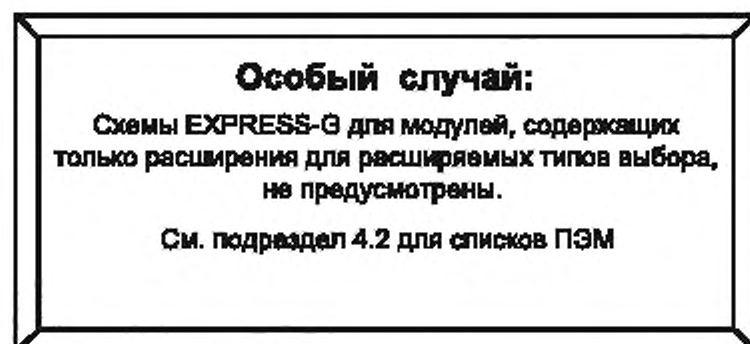 Особый случай:
Схемы EXPRESS-G для модулей, содержащих
только расширения для расширяемых типов выбора,
не предусмотрены.
См. подраздел 4.2 для списков ПЭМ